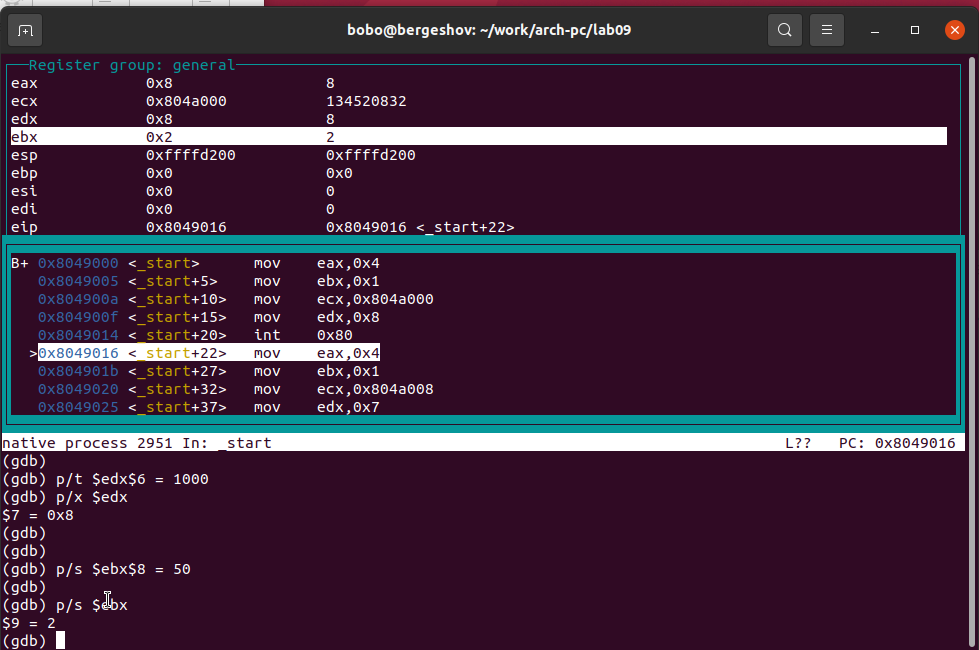 bobo@bergeshov: ~/work/arch-pc/lab09
Register group: general
eax 0x8 8
ecx 0x804a000 134520832
edx 0x8 8
ebx 0x2 2
esp 0xffffd200 0xffffd200
ebp 0x0 0x0
esi 0x0 0
edi 0x0 0
eip 0x8049016 0x8049016 <_start+22>
B+ 0x8049000 <_start> mov eax,0x4
0x8049005 <_start+5> mov ebx,0x1
0x804900a <_start+10> mov ecx,0x804a000
0x804900f <_start+15> mov edx,0x8
0x8049014 <_start+20> int 0x80
>0x8049016 <_start+22> mov eax,0x4
0x804901b <_start+27> mov ebx,0x1
0x8049020 <_start+32> mov ecx,0x804a008
0x8049025 <_start+37> mov edx,0x7
native process 2951 In: _start L?? PC: 0x8049016
(gdb)
(gdb) p/t $edx$6 = 1000
(gdb) p/x $edx
$7 = 0x8
(gdb)
(gdb)
(gdb) p/s $ebx$8 = 50
(gdb)
(gdb) p/s $ebx
$9 = 2
(gdb)